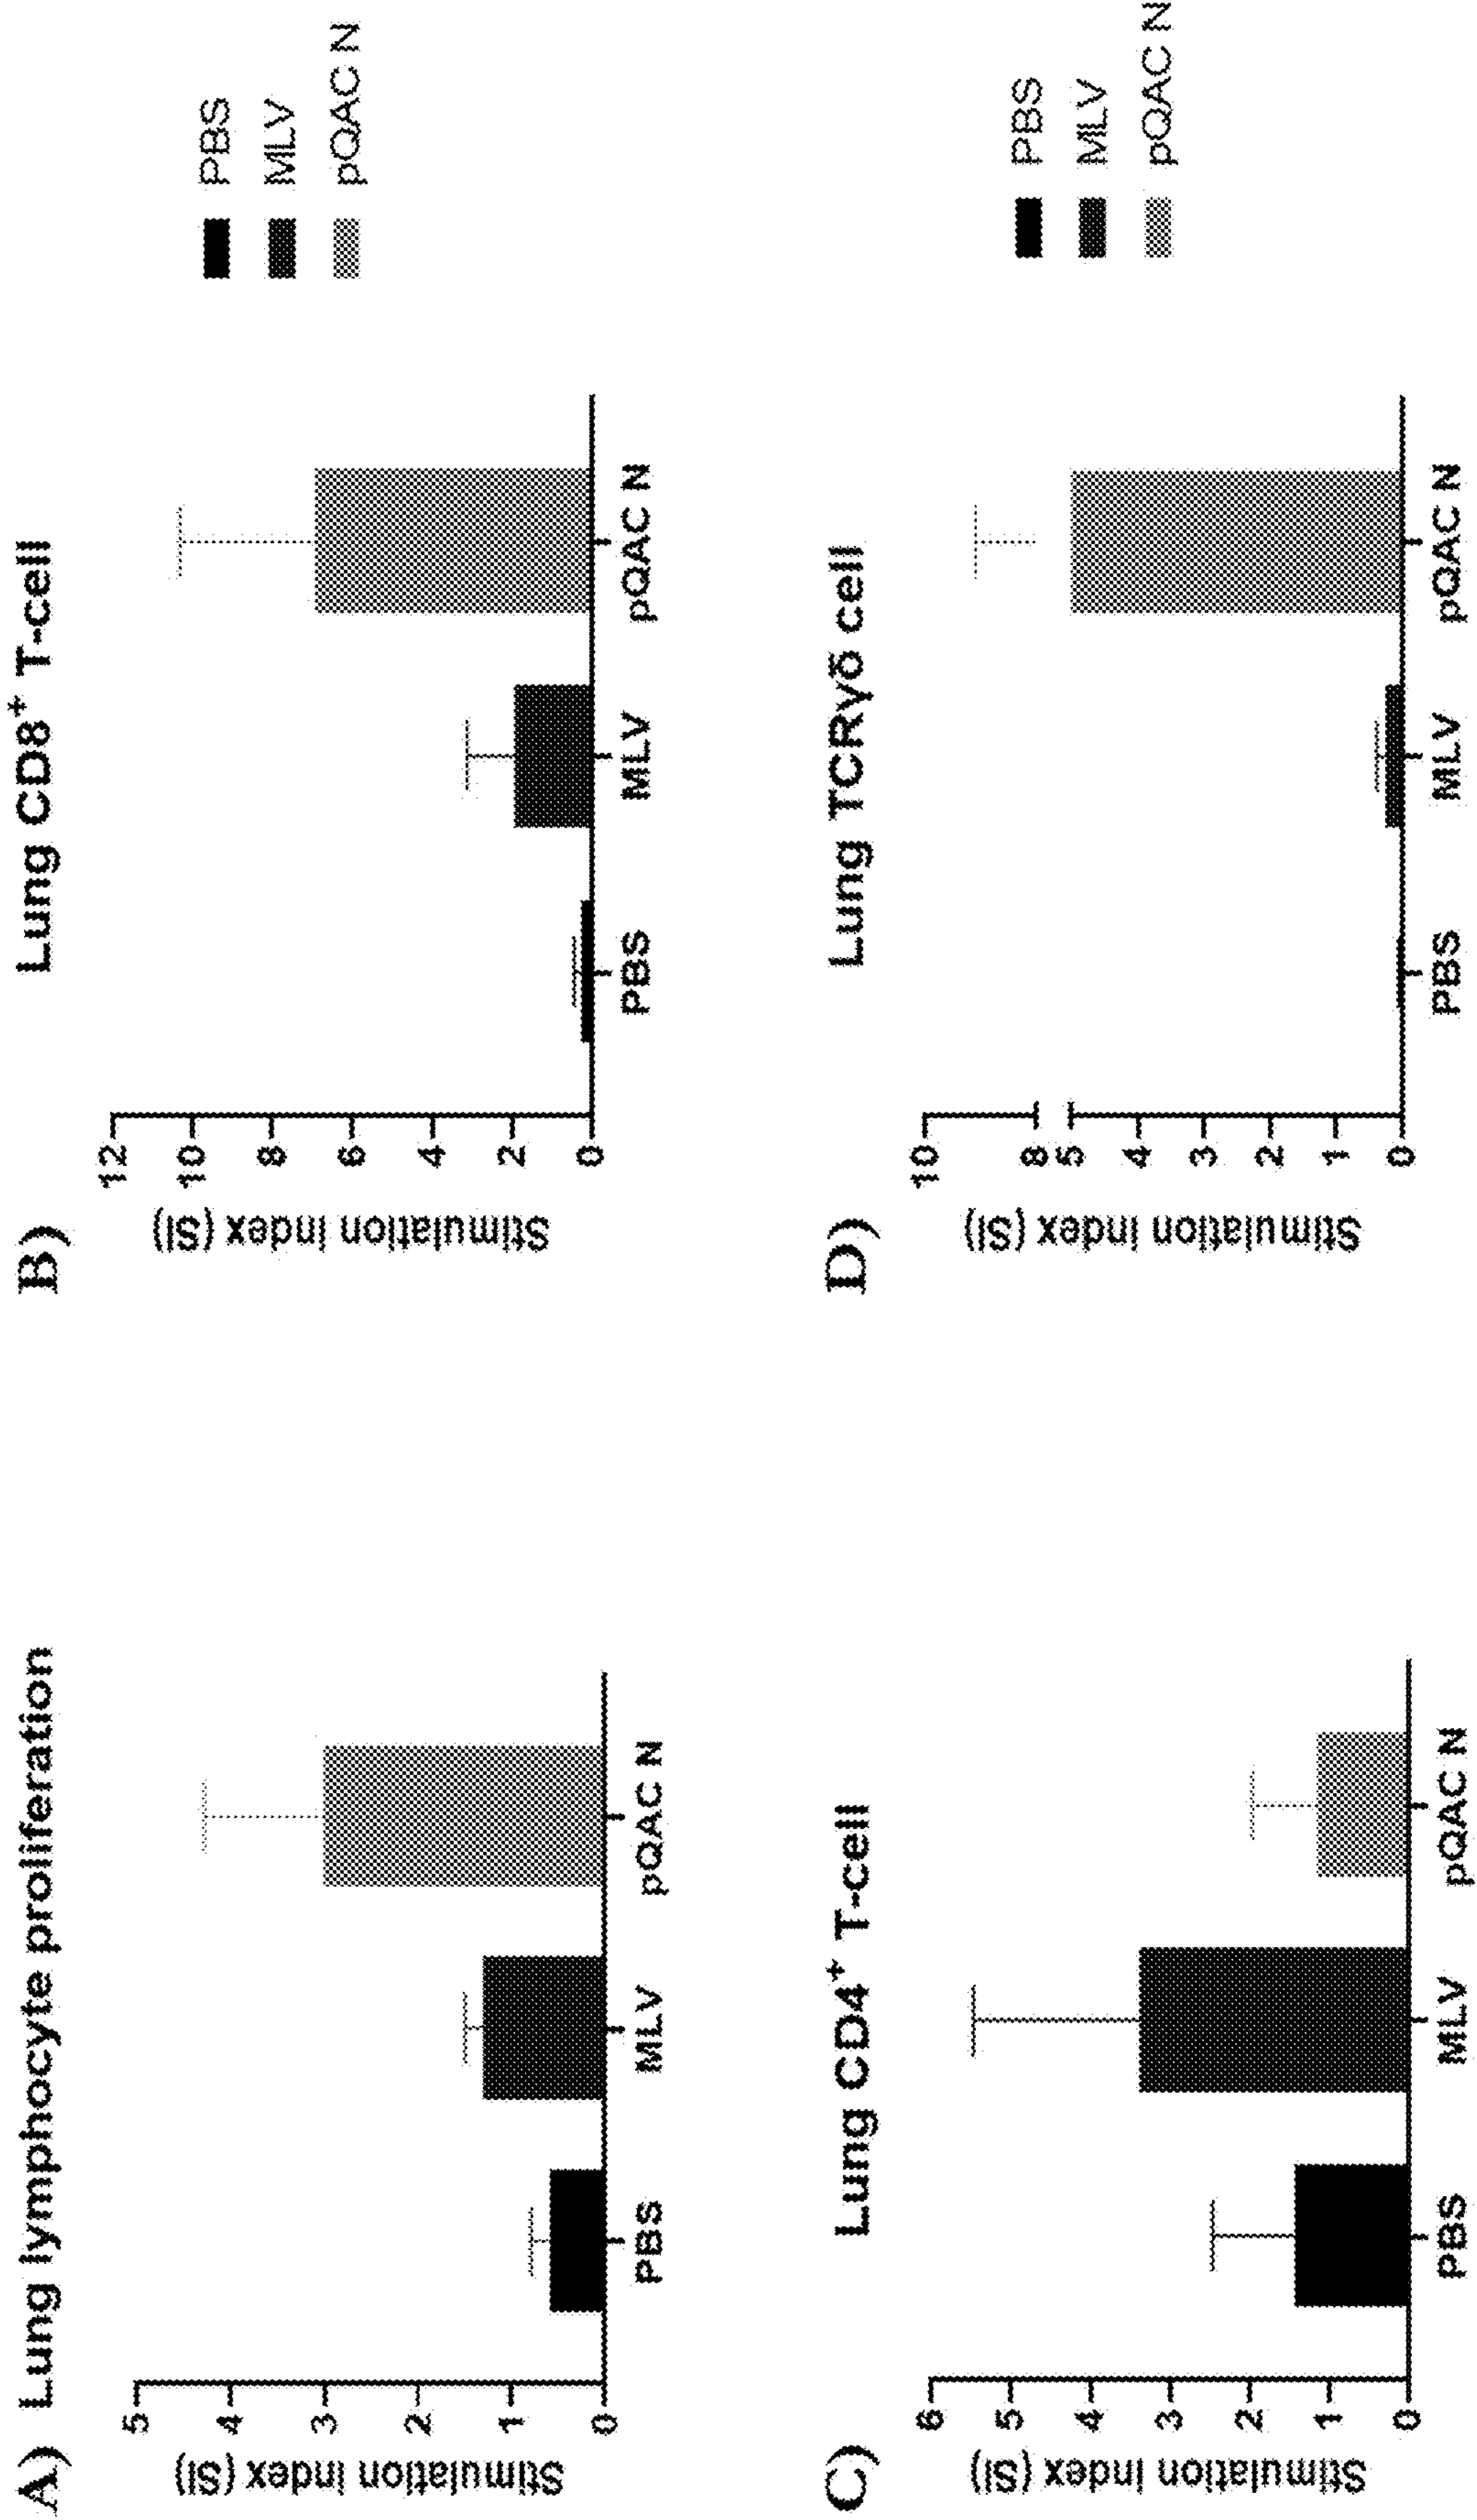 A) Lung lymphocyte proliferation
Stimulation index (SI)
5
4
3
2
1
0
PBS
MLV
pQAC N
B)
Lung CD8⁺ T-cell
Stimulation index (SI)
12
10
8
6
4
2
0
PBS
MLV
pQAC N
PBS
MLV
pQAC N
C)
Lung CD4⁺ T-cell
Stimulation index (SI)
6
5
4
3
2
1
0
PBS
MLV
pQAC N
D)
Lung TCRγδ cell
Stimulation index (SI)
10
8
5
4
3
2
1
0
PBS
MLV
pQAC N
PBS
MLV
pQAC N